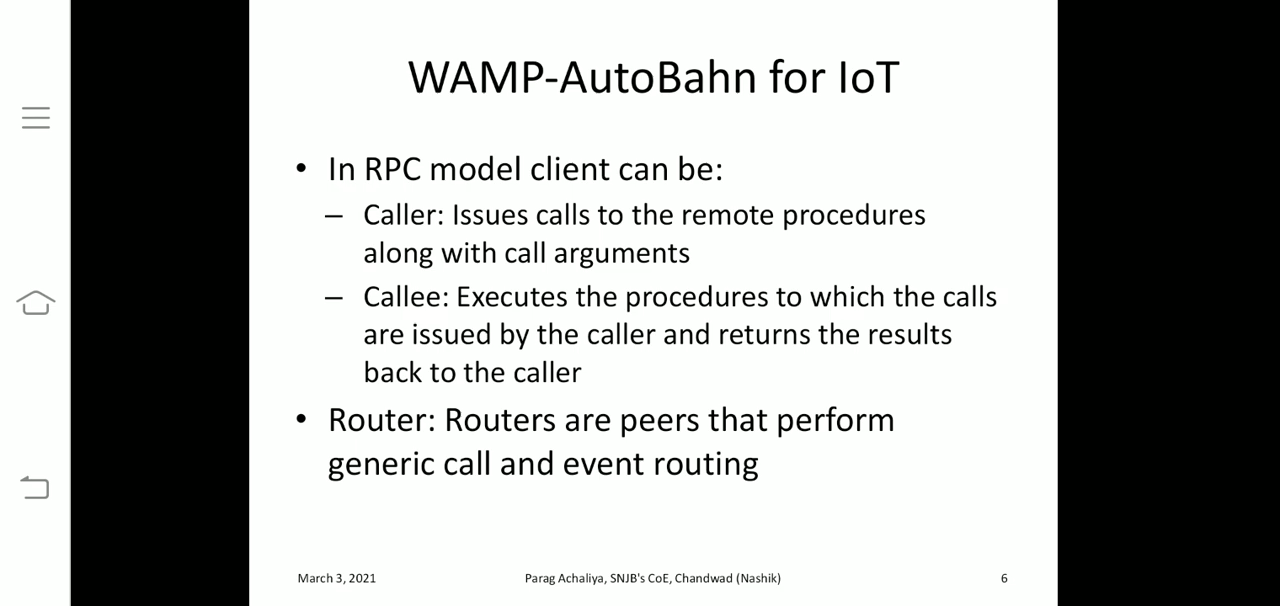 WAMP-AutoBahn for IoT
• In RPC model client can be:
– Caller: Issues calls to the remote procedures
along with call arguments
– Callee: Executes the procedures to which the calls
are issued by the caller and returns the results
back to the caller
• Router: Routers are peers that perform
generic call and event routing
March 3, 2021
Parag Achaliya, SNJB's CoE, Chandwad (Nashik)
6